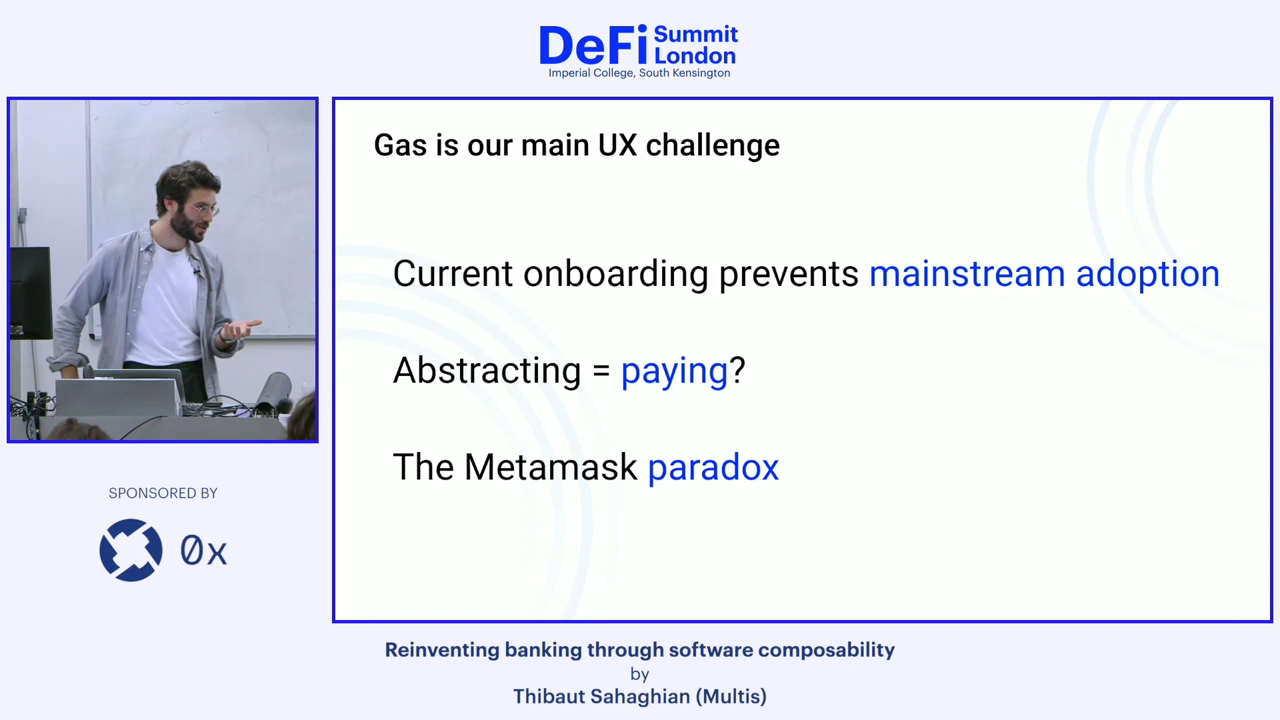 DeFi Summit
London
Imperial College, South Kensington
Gas is our main UX challenge
Current onboarding prevents mainstream adoption
Abstracting = paying?
The Metamask paradox
SPONSORED BY
0x
Reinventing banking through software composability
by
Thibaut Sahaghian (Multis)